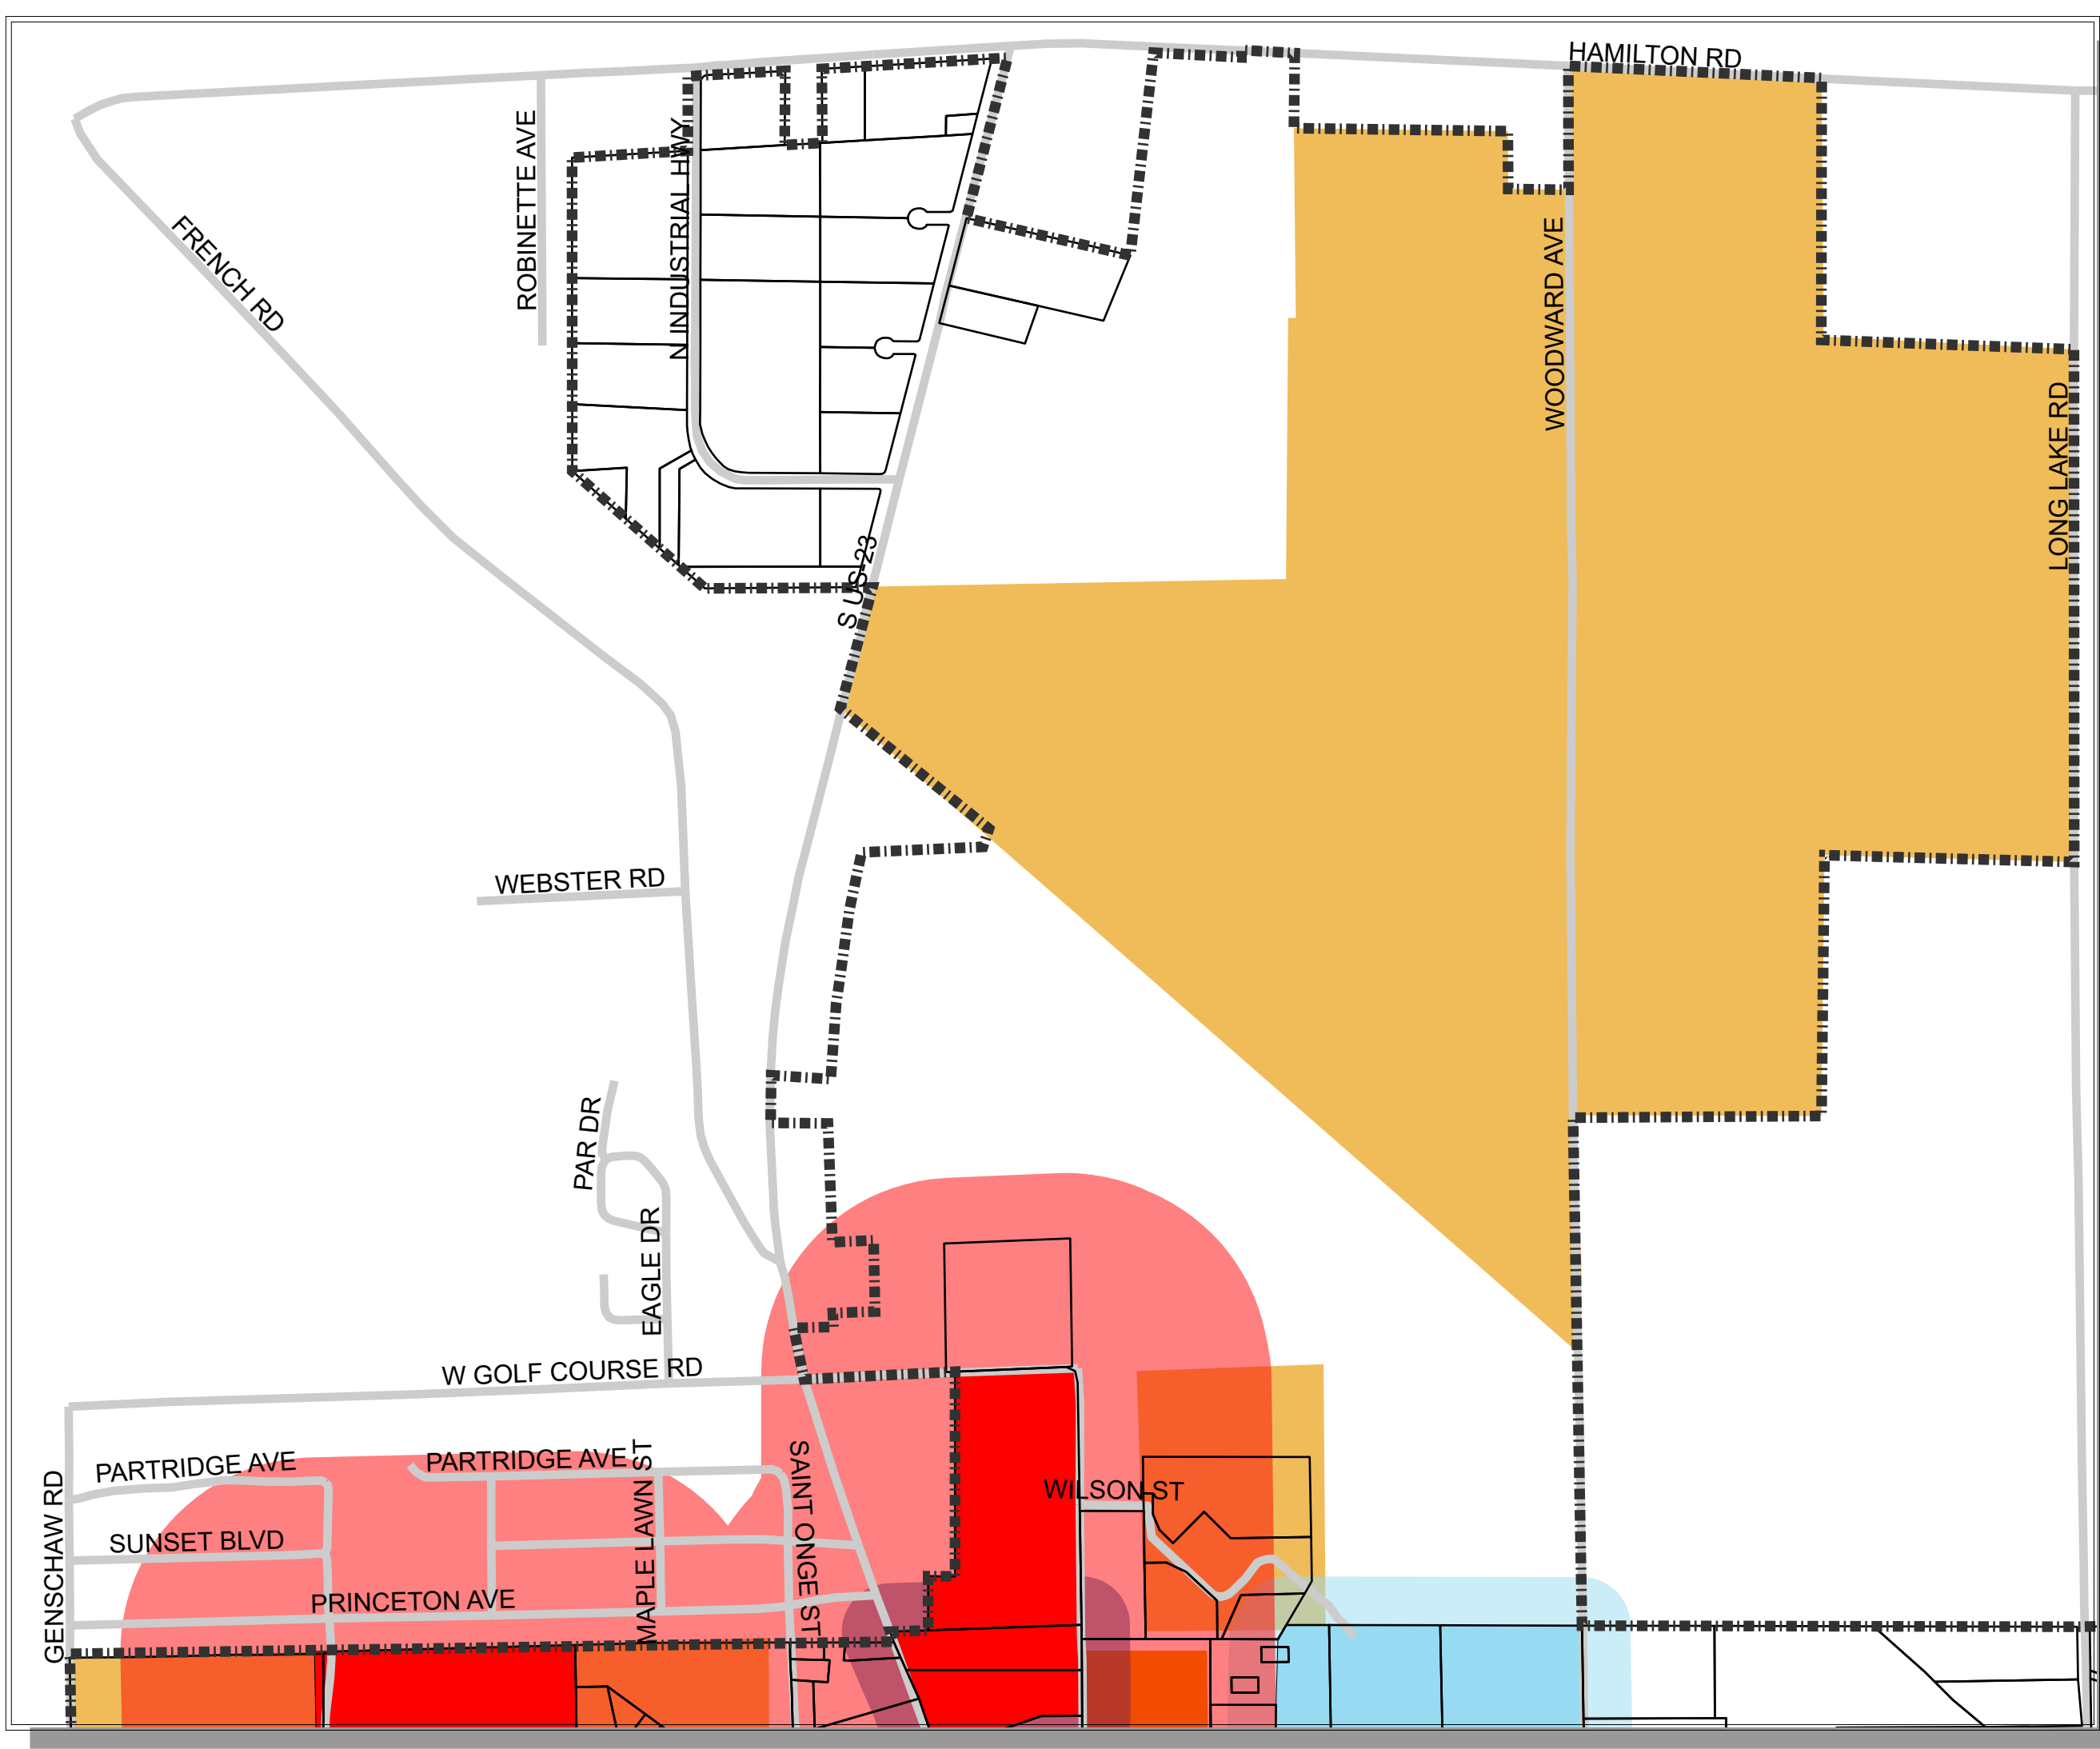 HAMILTON RD
ROBINETTE AVE
N INDUSTRIAL HWY
FRENCH RD
WOODWARD AVE
LONG LAKE RD
S US-23
WEBSTER RD
PAR DR
EAGLE DR
W GOLF COURSE RD
PARTRIDGE AVE
PARTRIDGE AVE
MAPLE LAWN ST
SAINT ONGE ST
WILSON ST
GENSCHAW RD
SUNSET BLVD
PRINCETON AVE